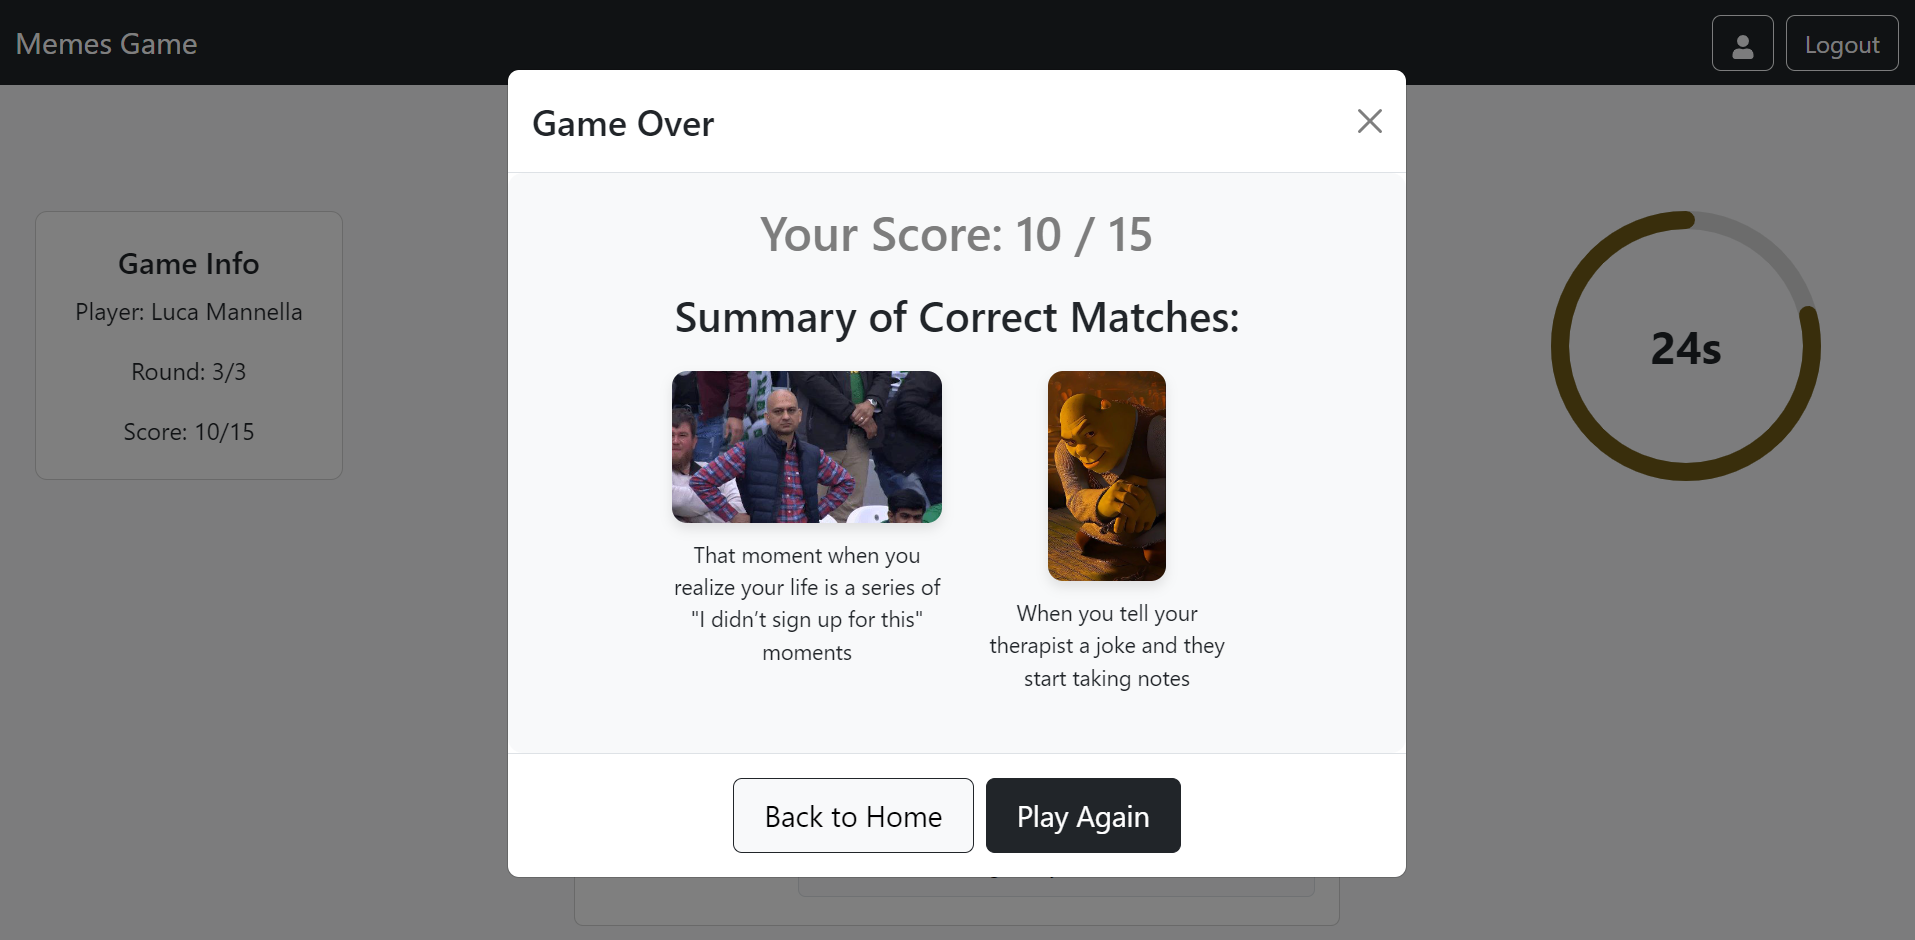 Memes Game
Logout
Game Over
Game Info
Player: Luca Mannella
Round: 3/3
Score: 10/15
Your Score: 10 / 15
Summary of Correct Matches:
That moment when you
realize your life is a series of
"I didn’t sign up for this"
moments
When you tell your
therapist a joke and they
start taking notes
24s
Back to Home
Play Again